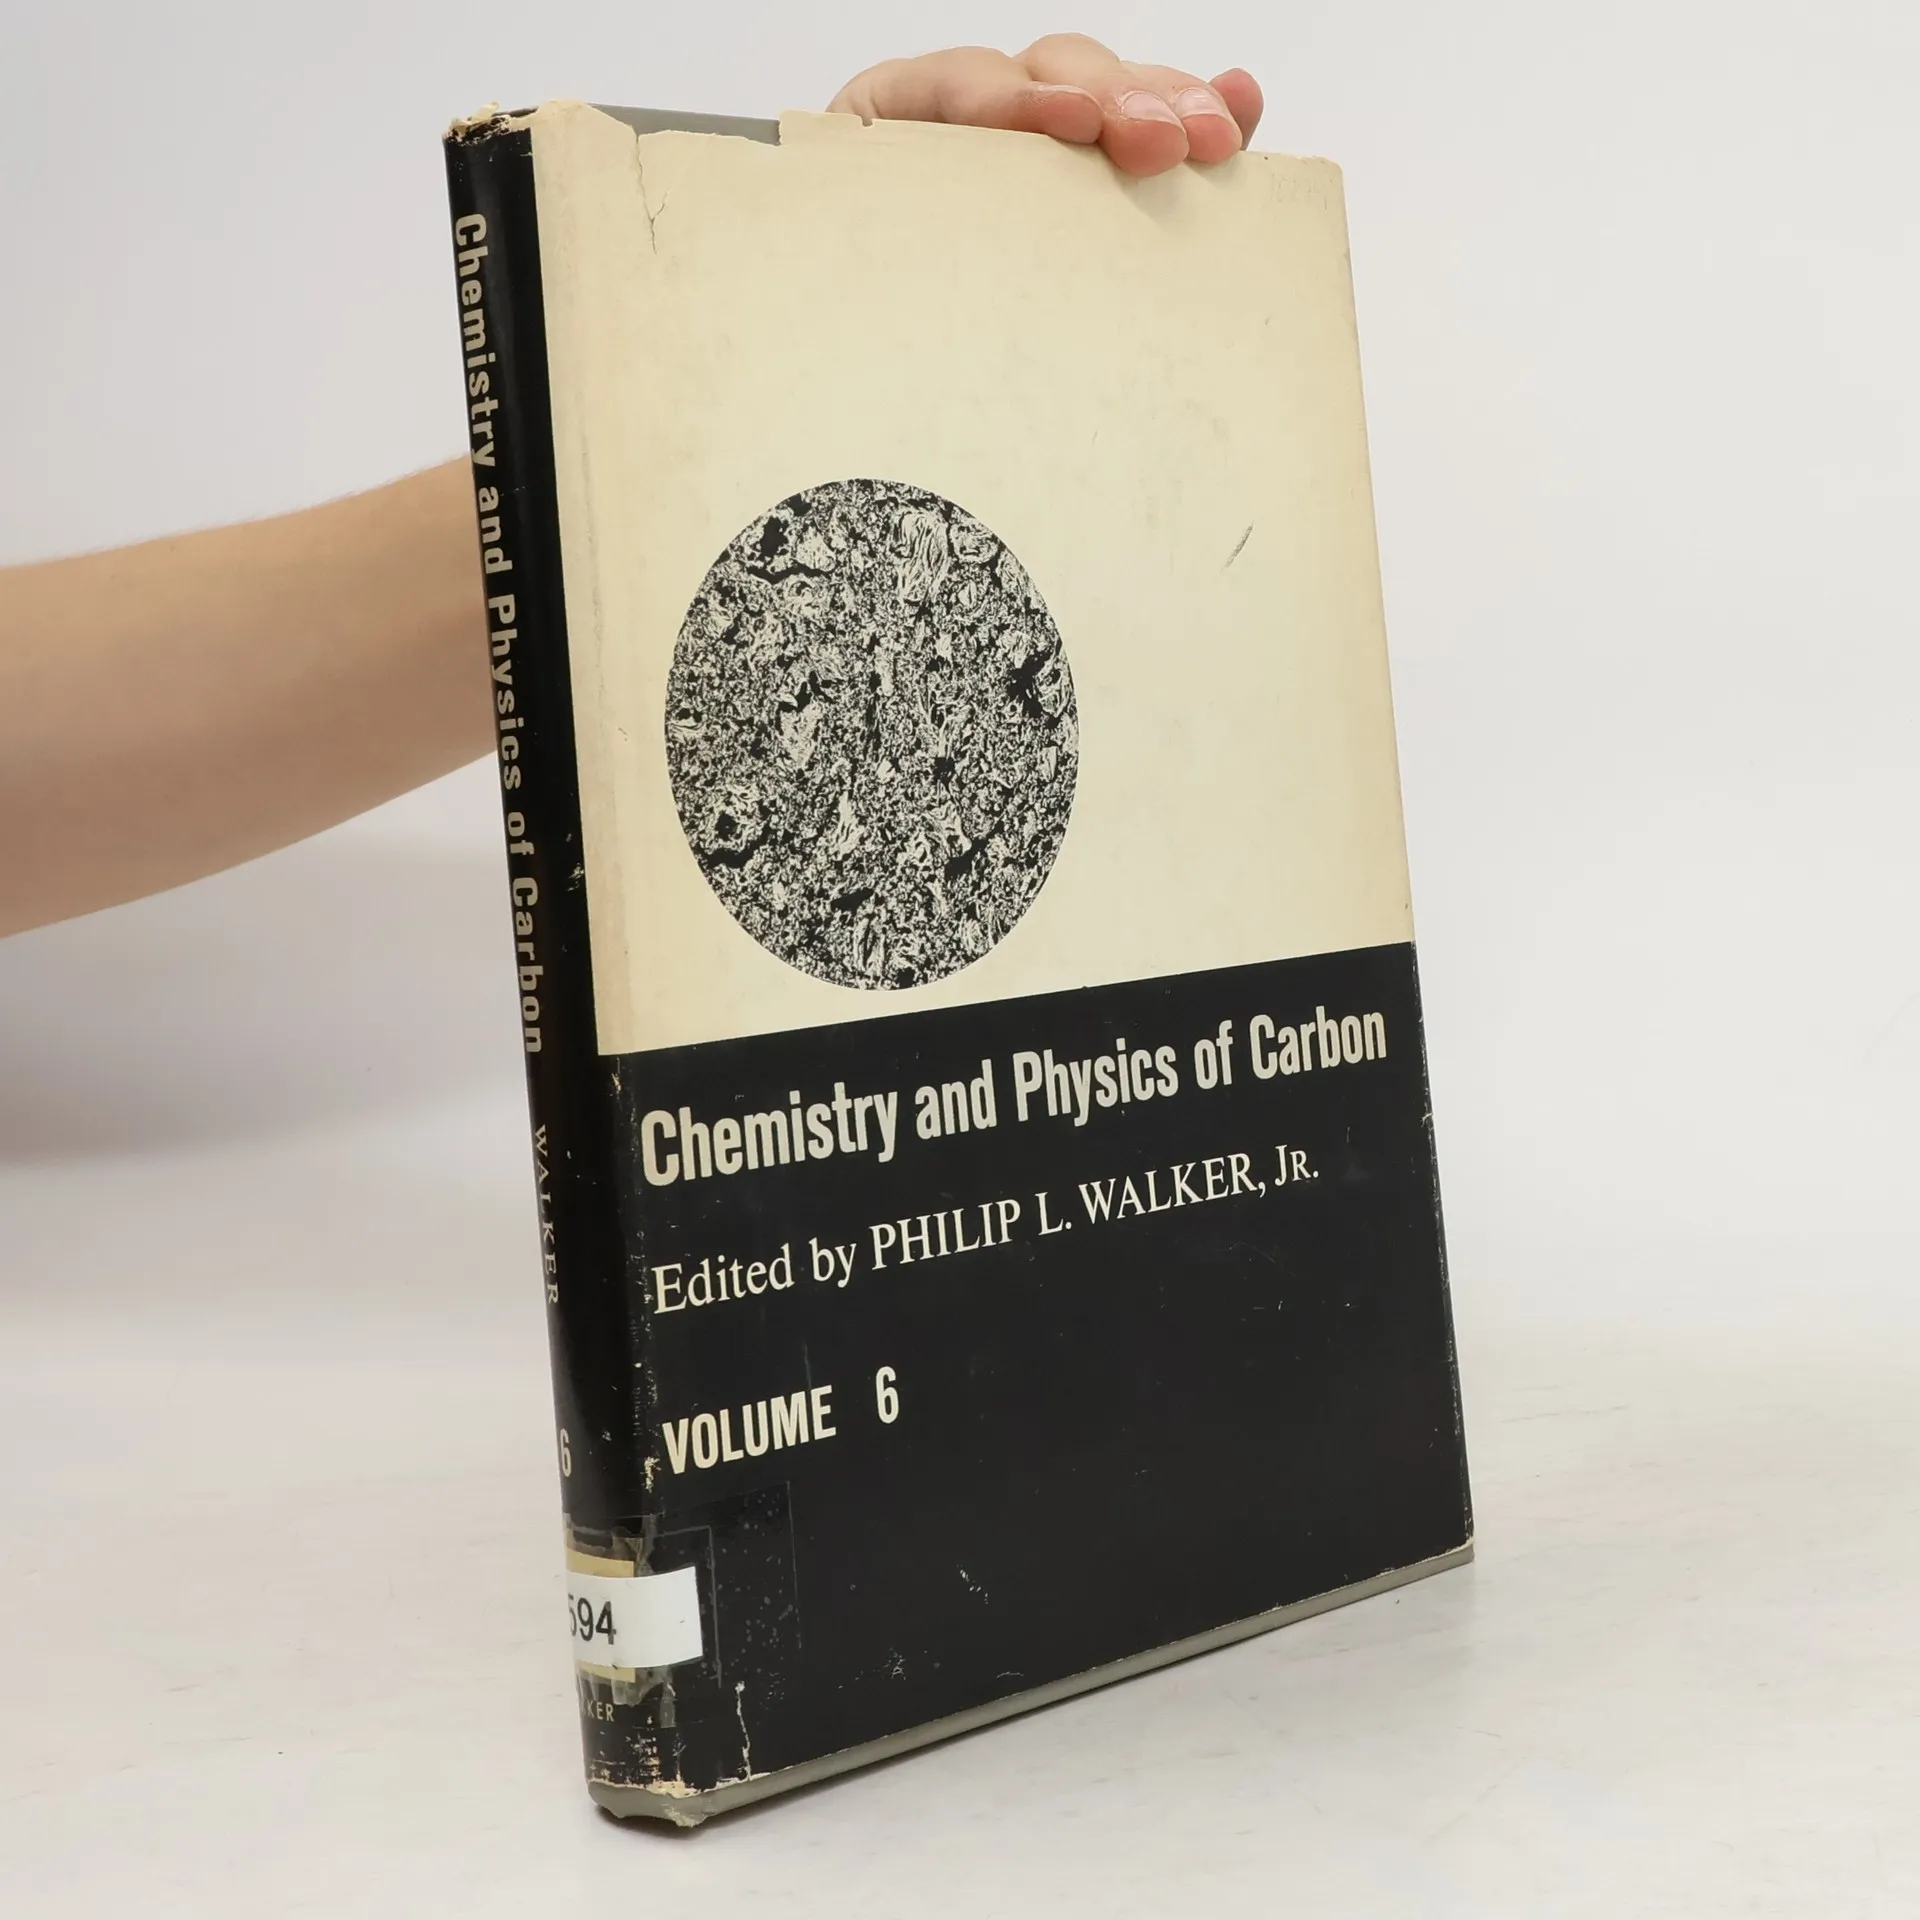 Chemistry and Physics of Carbon
WALKER
6
594
KER
Chemistry and Physics of Carbon
Edited by PHILIP L. WALKER, JR.
VOLUME 6